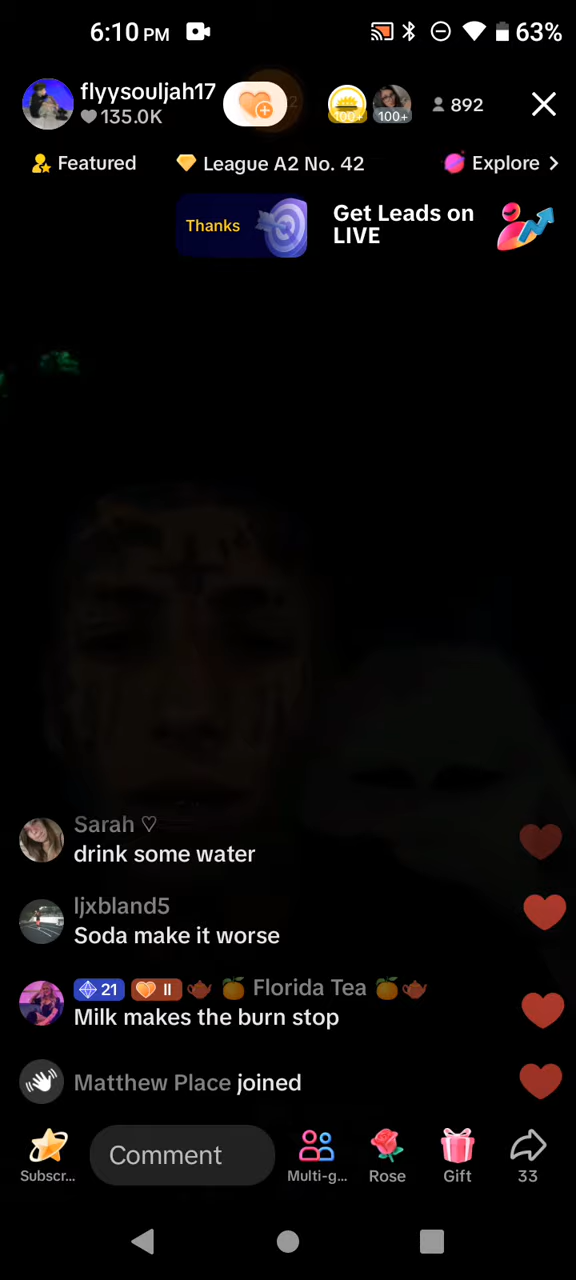 6:10 PM 63%
flyysouljah17
135.0K
100+ 100+ 892
Featured League A2 No. 42 Explore
Thanks
Get Leads on
LIVE
Sarah ♡
drink some water
ljxbland5
Soda make it worse
21 II 🫖 🍊 Florida Tea 🍊🫖
Milk makes the burn stop
Matthew Place joined
Comment
Subscr... Multi-g... Rose Gift 33